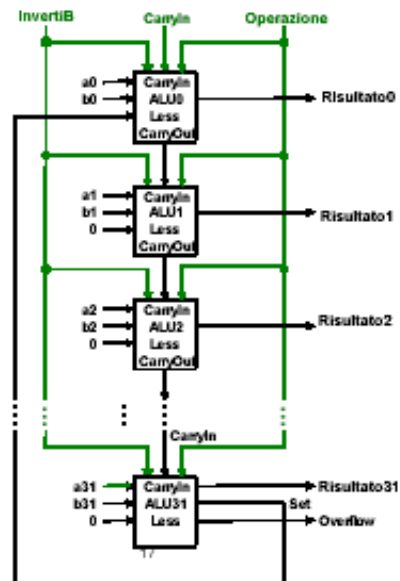 InvertiB CarryIn Operazione
a0 CarryIn
b0 ALU0 Risultato0
Less
CarryOut
a1 CarryIn
b1 ALU1 Risultato1
0 Less
CarryOut
a2 CarryIn
b2 ALU2 Risultato2
0 Less
CarryOut
CarryIn
a31 CarryIn Risultato31
b31 ALU31 Set
0 Less Overflow
17